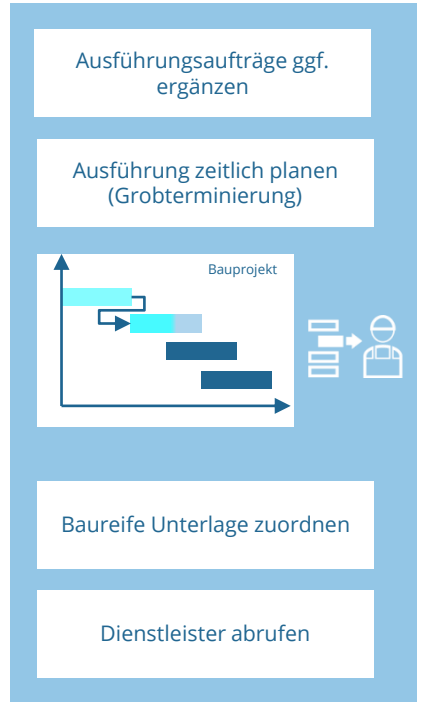 Ausführungsaufträge ggf.
ergänzen
Ausführung zeitlich planen
(Grobterminierung)
Bauprojekt
Baureife Unterlage zuordnen
Dienstleister abrufen